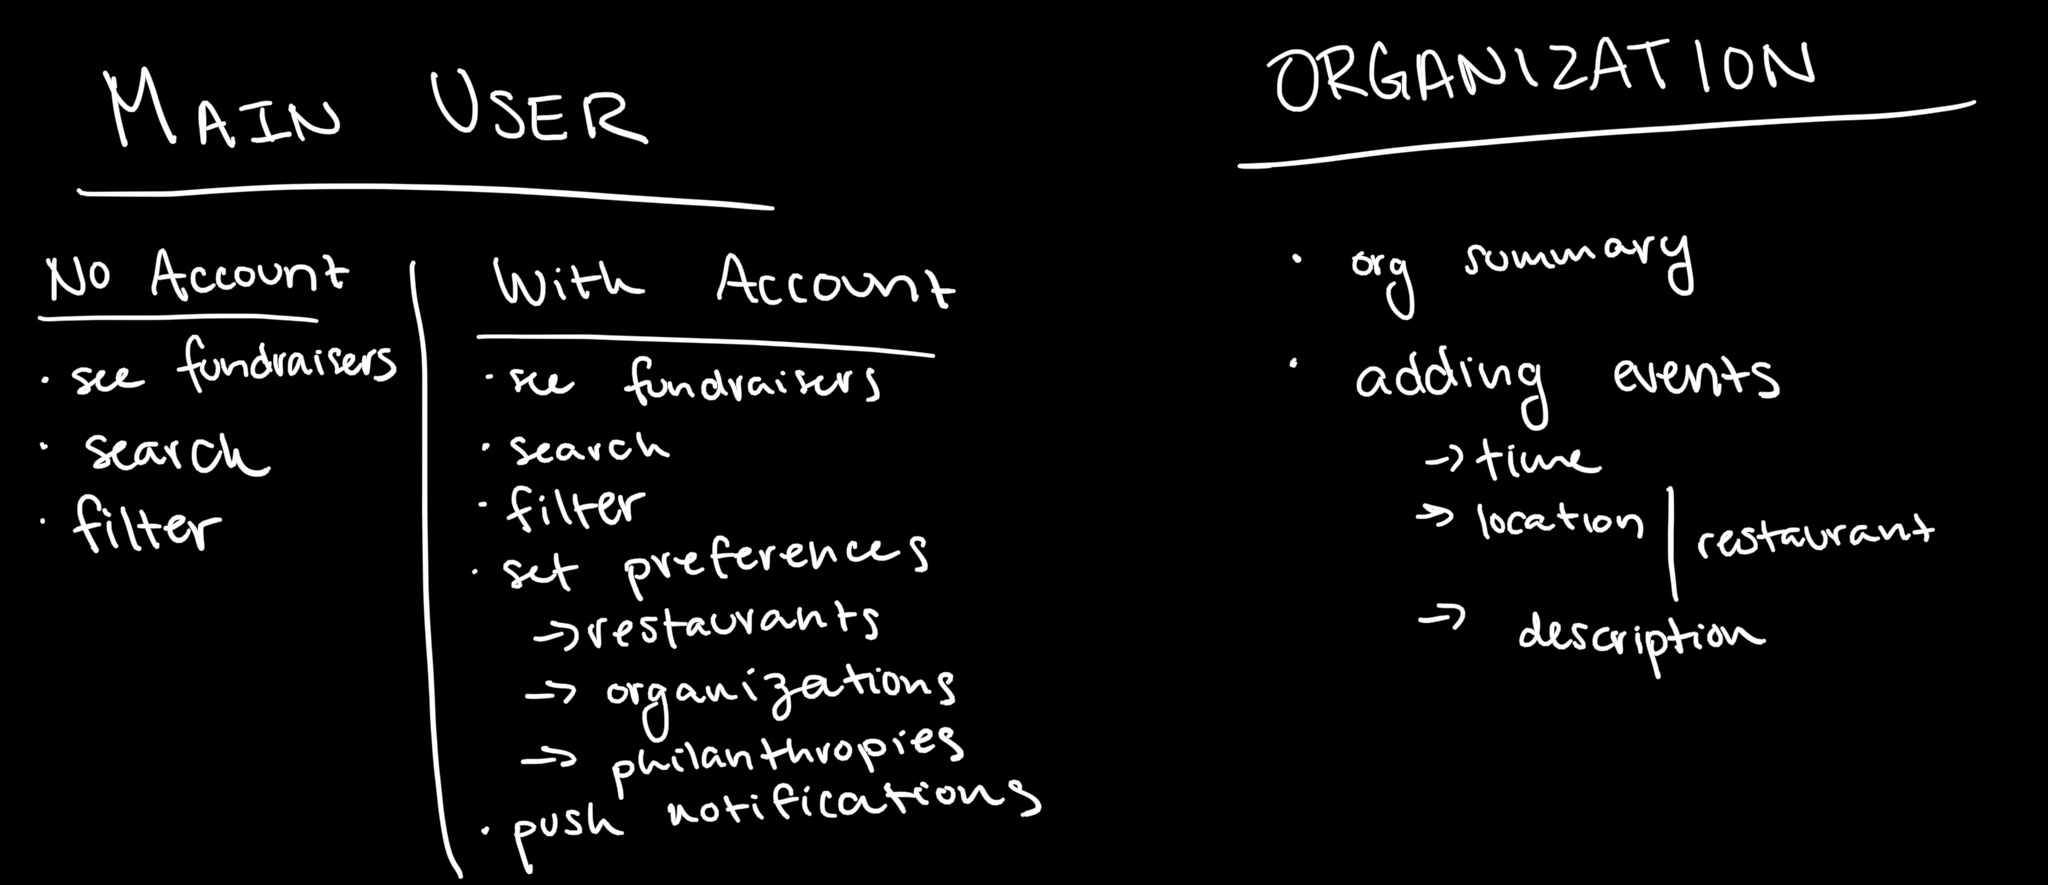 MAIN USER
No Account
· see fundraisers
· search
· filter
With Account
· see fundraisers
· search
· filter
· set preferences
→ restaurants
→ organizations
→ philanthropies
· push notifications
ORGANIZATION
· org summary
· adding events
→ time
→ location | restaurant
→ description